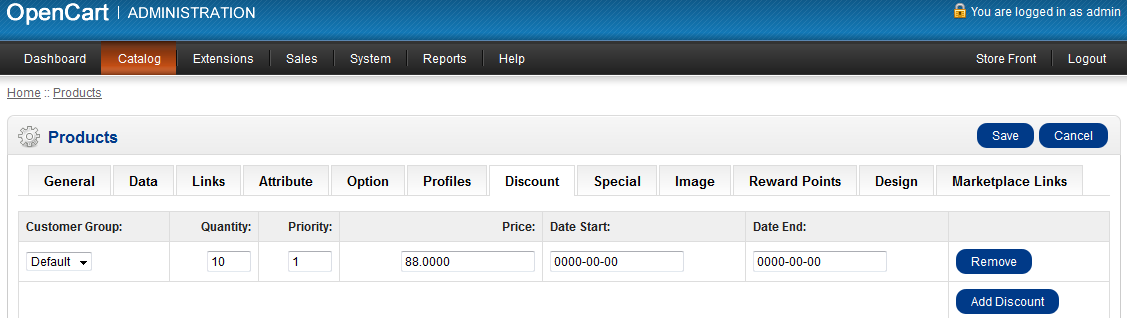 OpenCart | ADMINISTRATION You are logged in as admin
Dashboard Catalog Extensions Sales System Reports Help Store Front Logout
Home :: Products
Products Save Cancel
General Data Links Attribute Option Profiles Discount Special Image Reward Points Design Marketplace Links
Customer Group: Quantity: Priority: Price: Date Start: Date End:
Default 10 1 88.0000 0000-00-00 0000-00-00 Remove
Add Discount